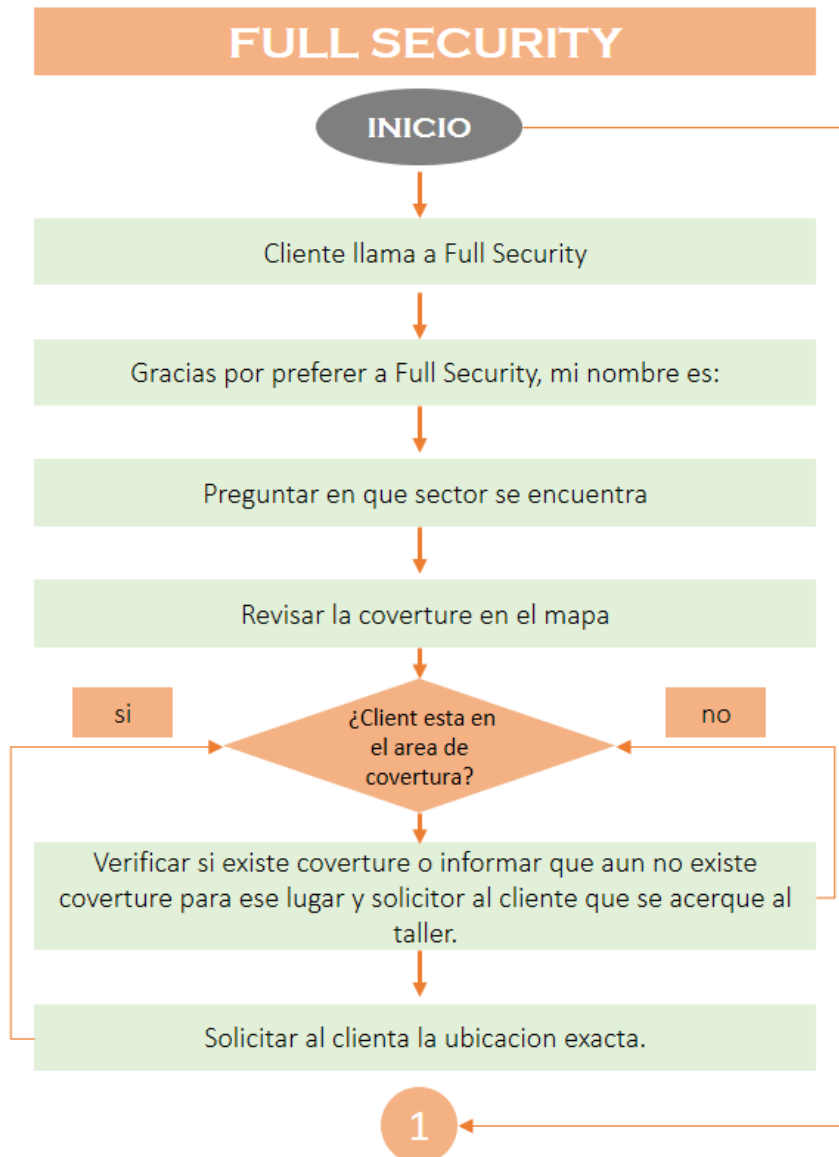 FULL SECURITY
INICIO
Cliente llama a Full Security
Gracias por preferer a Full Security, mi nombre es:
Preguntar en que sector se encuentra
Revisar la coverture en el mapa
si
¿Client esta en
el area de
covertura?
no
Verificar si existe coverture o informar que aun no existe
coverture para ese lugar y solicitor al cliente que se acerque al
taller.
Solicitar al clienta la ubicacion exacta.
1